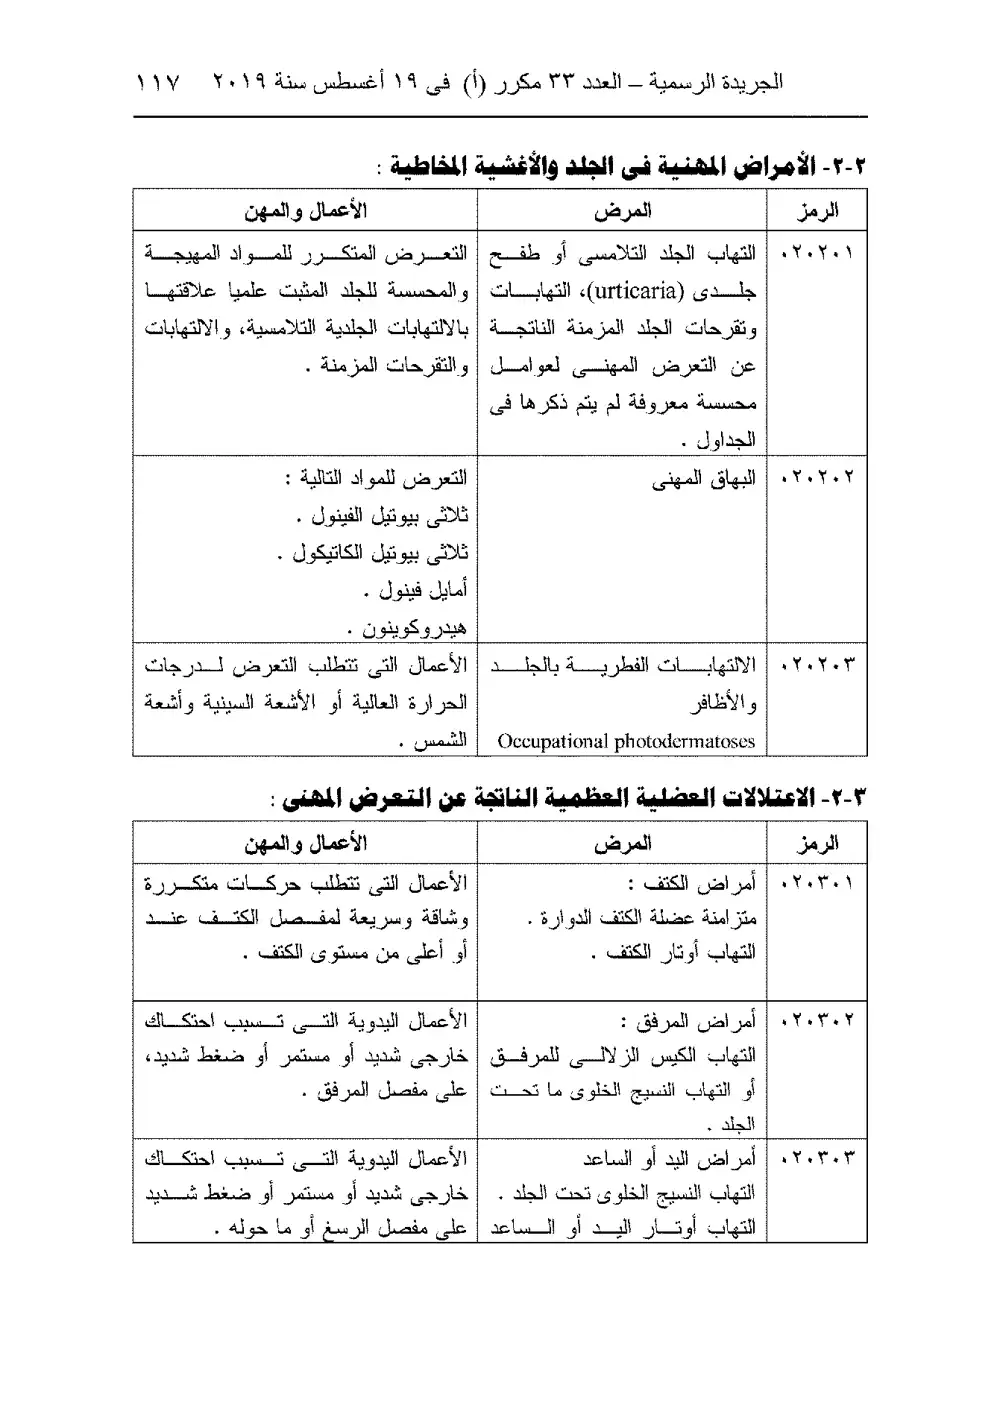 الجريدة الرسمية – العدد ٣٣ مكرر (أ) فى ١٩ أغسطس سنة ٢٠١٩ ١١٧
٢-٢- الأمراض المهنية فى الجلد والأغشية المخاطية :
الرمز المرض الأعمال والمهن
٠٢٠٢٠١ التهاب الجلد التلامسى أو طفح التعرض المتكرر للمواد المهيجة
جلدى (urticaria)، التهابات والمحسسة للجلد المثبت علميا علاقتها
وتقرحات الجلد المزمنة الناتجة بالالتهابات الجلدية التلامسية، والالتهابات
عن التعرض المهنى لعوامل والتقرحات المزمنة .
محسسة معروفة لم يتم ذكرها فى
الجداول .
٠٢٠٢٠٢ البهاق المهنى التعرض للمواد التالية :
ثلاثى بيوتيل الفينول .
ثلاثى بيوتيل الكاتيكول .
أمايل فينول .
هيدروكوينون .
٠٢٠٢٠٣ الالتهابات الفطرية بالجلد الأعمال التى تتطلب التعرض لدرجات
والأظافر الحرارة العالية أو الأشعة السينية وأشعة
Occupational photodermatoses الشمس .
٢-٣- الاعتلالات العضلية العظمية الناتجة عن التعرض المهنى :
الرمز المرض الأعمال والمهن
٠٢٠٣٠١ أمراض الكتف : الأعمال التى تتطلب حركات متكررة
متزامنة عضلة الكتف الدوارة . وشاقة وسريعة لمفصل الكتف عند
التهاب أوتار الكتف . أو أعلى من مستوى الكتف .
٠٢٠٣٠٢ أمراض المرفق : الأعمال اليدوية التى تسبب احتكاك
التهاب الكيس الزلالى للمرفق خارجى شديد أو مستمر أو ضغط شديد،
أو التهاب النسيج الخلوى ما تحت على مفصل المرفق .
الجلد .
٠٢٠٣٠٣ أمراض اليد أو الساعد الأعمال اليدوية التى تسبب احتكاك
التهاب النسيج الخلوى تحت الجلد . خارجى شديد أو مستمر أو ضغط شديد
التهاب أوتار اليد أو الساعد على مفصل الرسغ أو ما حوله .